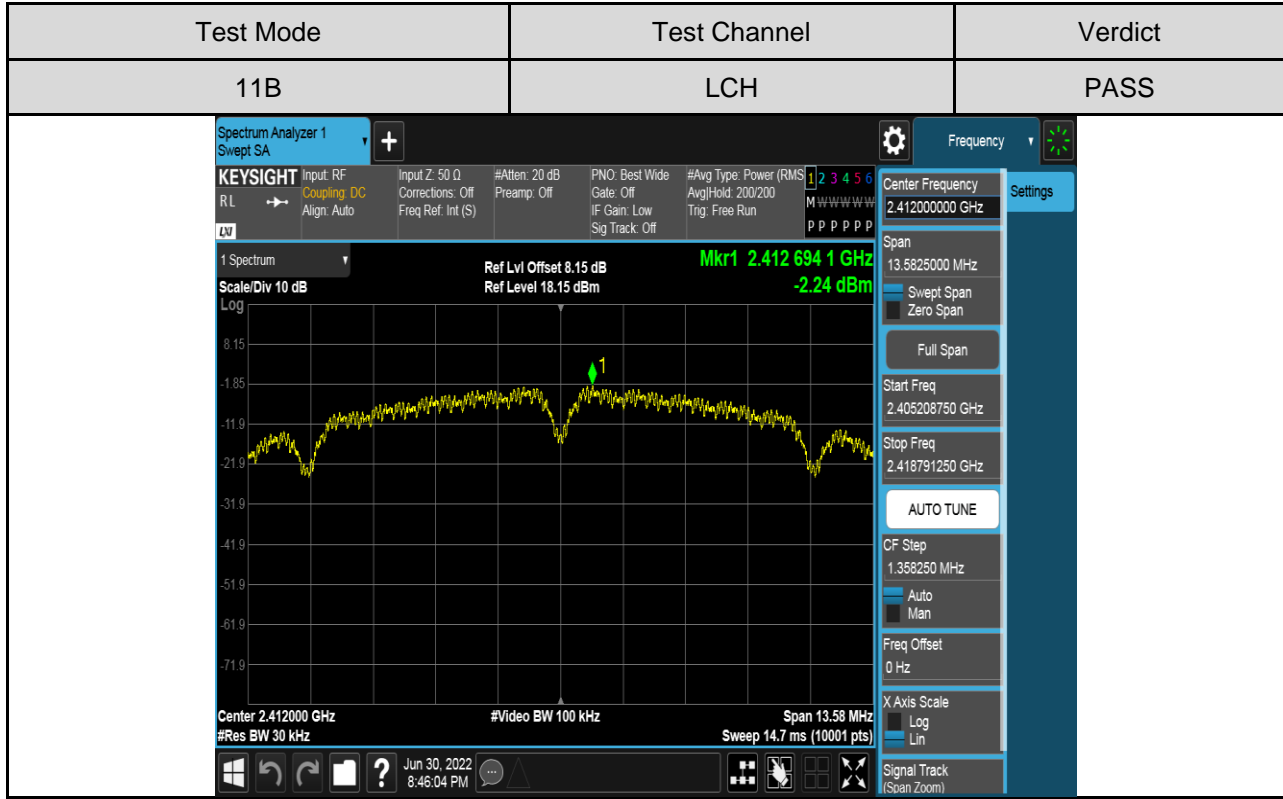 Test Mode
Test Channel
Verdict
11B
LCH
PASS
Spectrum Analyzer 1
Swept SA
+
Frequency
KEYSIGHT
RL
LXI
Input: RF
Coupling: DC
Align: Auto
Input Z: 50 Ω
Corrections: Off
Freq Ref: Int (S)
#Atten: 20 dB
Preamp: Off
PNO: Best Wide
Gate: Off
IF Gain: Low
Sig Track: Off
#Avg Type: Power (RMS
Avg|Hold: 200/200
Trig: Free Run
1 2 3 4 5 6
M W W W W W
P P P P P P
1 Spectrum
Scale/Div 10 dB
Ref Lvl Offset 8.15 dB
Ref Level 18.15 dBm
Mkr1 2.412 694 1 GHz
-2.24 dBm
Log
8.15
-1.85
-11.9
-21.9
-31.9
-41.9
-51.9
-61.9
-71.9
1
Center 2.412000 GHz
#Res BW 30 kHz
#Video BW 100 kHz
Span 13.58 MHz
Sweep 14.7 ms (10001 pts)
Center Frequency
2.412000000 GHz
Span
13.5825000 MHz
Swept Span
Zero Span
Full Span
Start Freq
2.405208750 GHz
Stop Freq
2.418791250 GHz
AUTO TUNE
CF Step
1.358250 MHz
Auto
Man
Freq Offset
0 Hz
X Axis Scale
Log
Lin
Signal Track
(Span Zoom)
Settings
?
Jun 30, 2022
8:46:04 PM